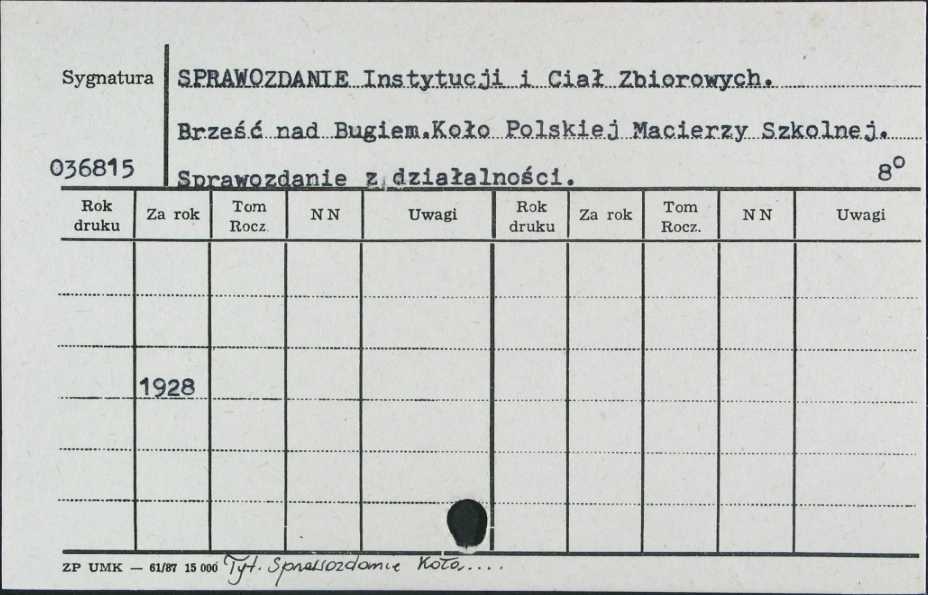 Sygnatura SPRAWOZDANIE Instytucji i Ciał Zbiorowych.
Brześć nad Bugiem.Koło Polskiej Macierzy Szkolnej.
036815 Sprawozdanie z działalności. 8°
Rok druku Za rok Tom Rocz. NN Uwagi Rok druku Za rok Tom Rocz. NN Uwagi
1928
ZP UMK — 61/87 15 000 Tyt. Sprawozdanie Koła.....